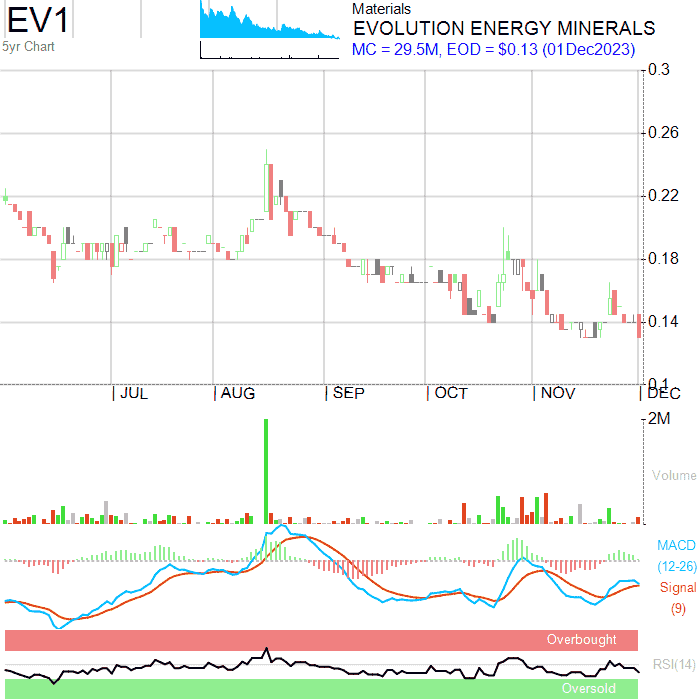 EV1
5yr Chart
Materials
EVOLUTION ENERGY MINERALS
MC = 29.5M, EOD = $0.13 (01Dec2023)
0.3
0.26
0.22
0.18
0.14
0.1
JUL
AUG
SEP
OCT
NOV
DEC
2M
Volume
MACD
(12-26)
Signal
(9)
Overbought
RSI(14)
Oversold